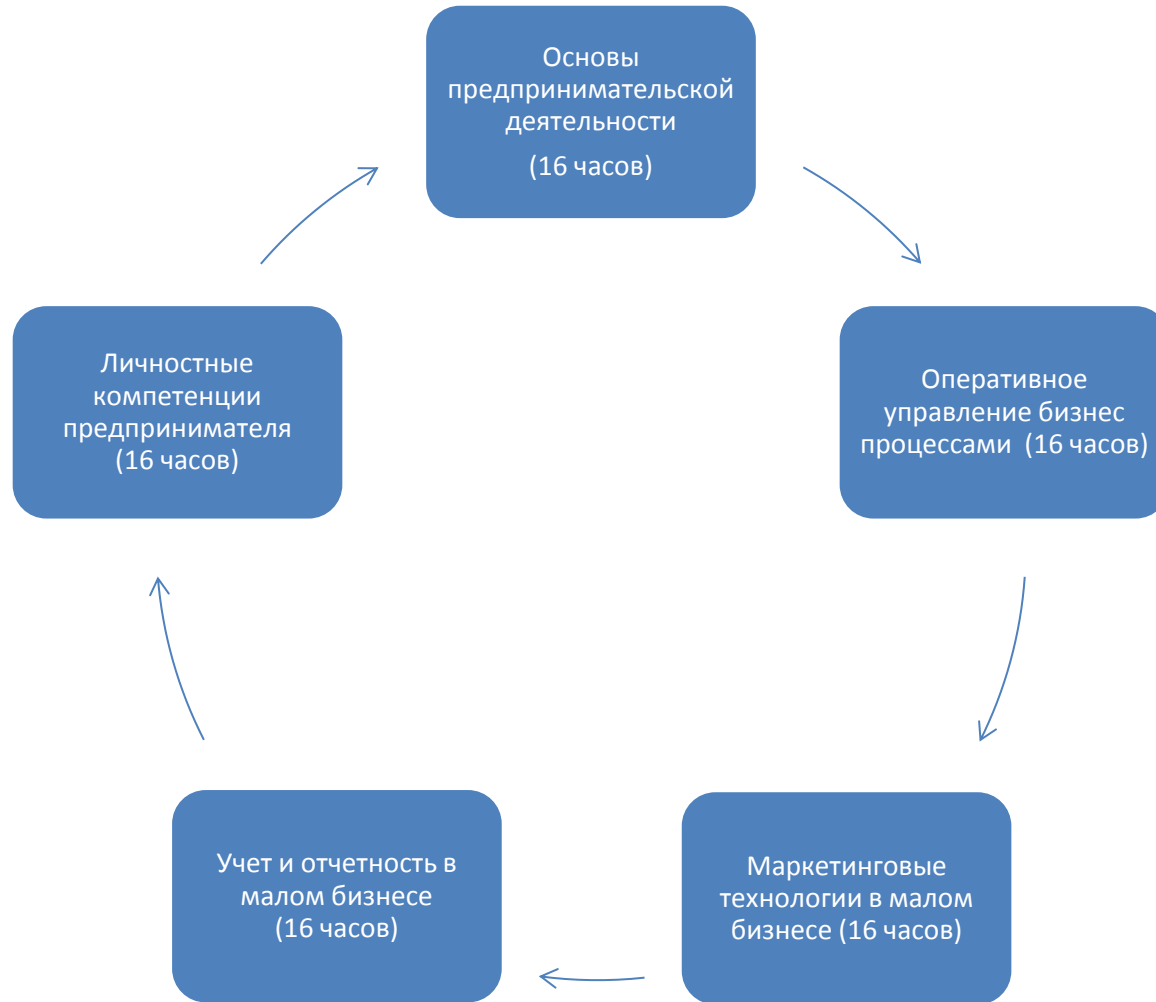 Основы
предпринимательской
деятельности
(16 часов)
Оперативное
управление бизнес
процессами (16 часов)
Маркетинговые
технологии в малом
бизнесе (16 часов)
Учет и отчетность в
малом бизнесе
(16 часов)
Личностные
компетенции
предпринимателя
(16 часов)